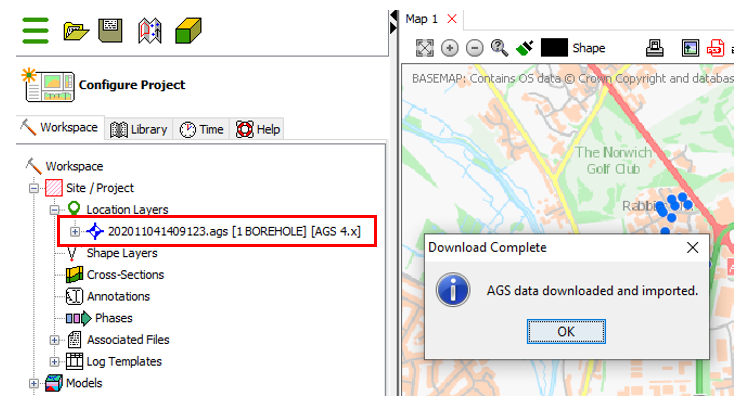 Configure Project
Workspace
Library
Time
Help
Workspace
Site / Project
Location Layers
202011041409123.ags [1 BOREHOLE] [AGS 4.x]
Shape Layers
Cross-Sections
Annotations
Phases
Associated Files
Log Templates
Models
Map 1
Shape
BASEMAP: Contains OS data © Crown Copyright and databas
The Norwich
Golf Club
Rabbi
Download Complete
AGS data downloaded and imported.
OK